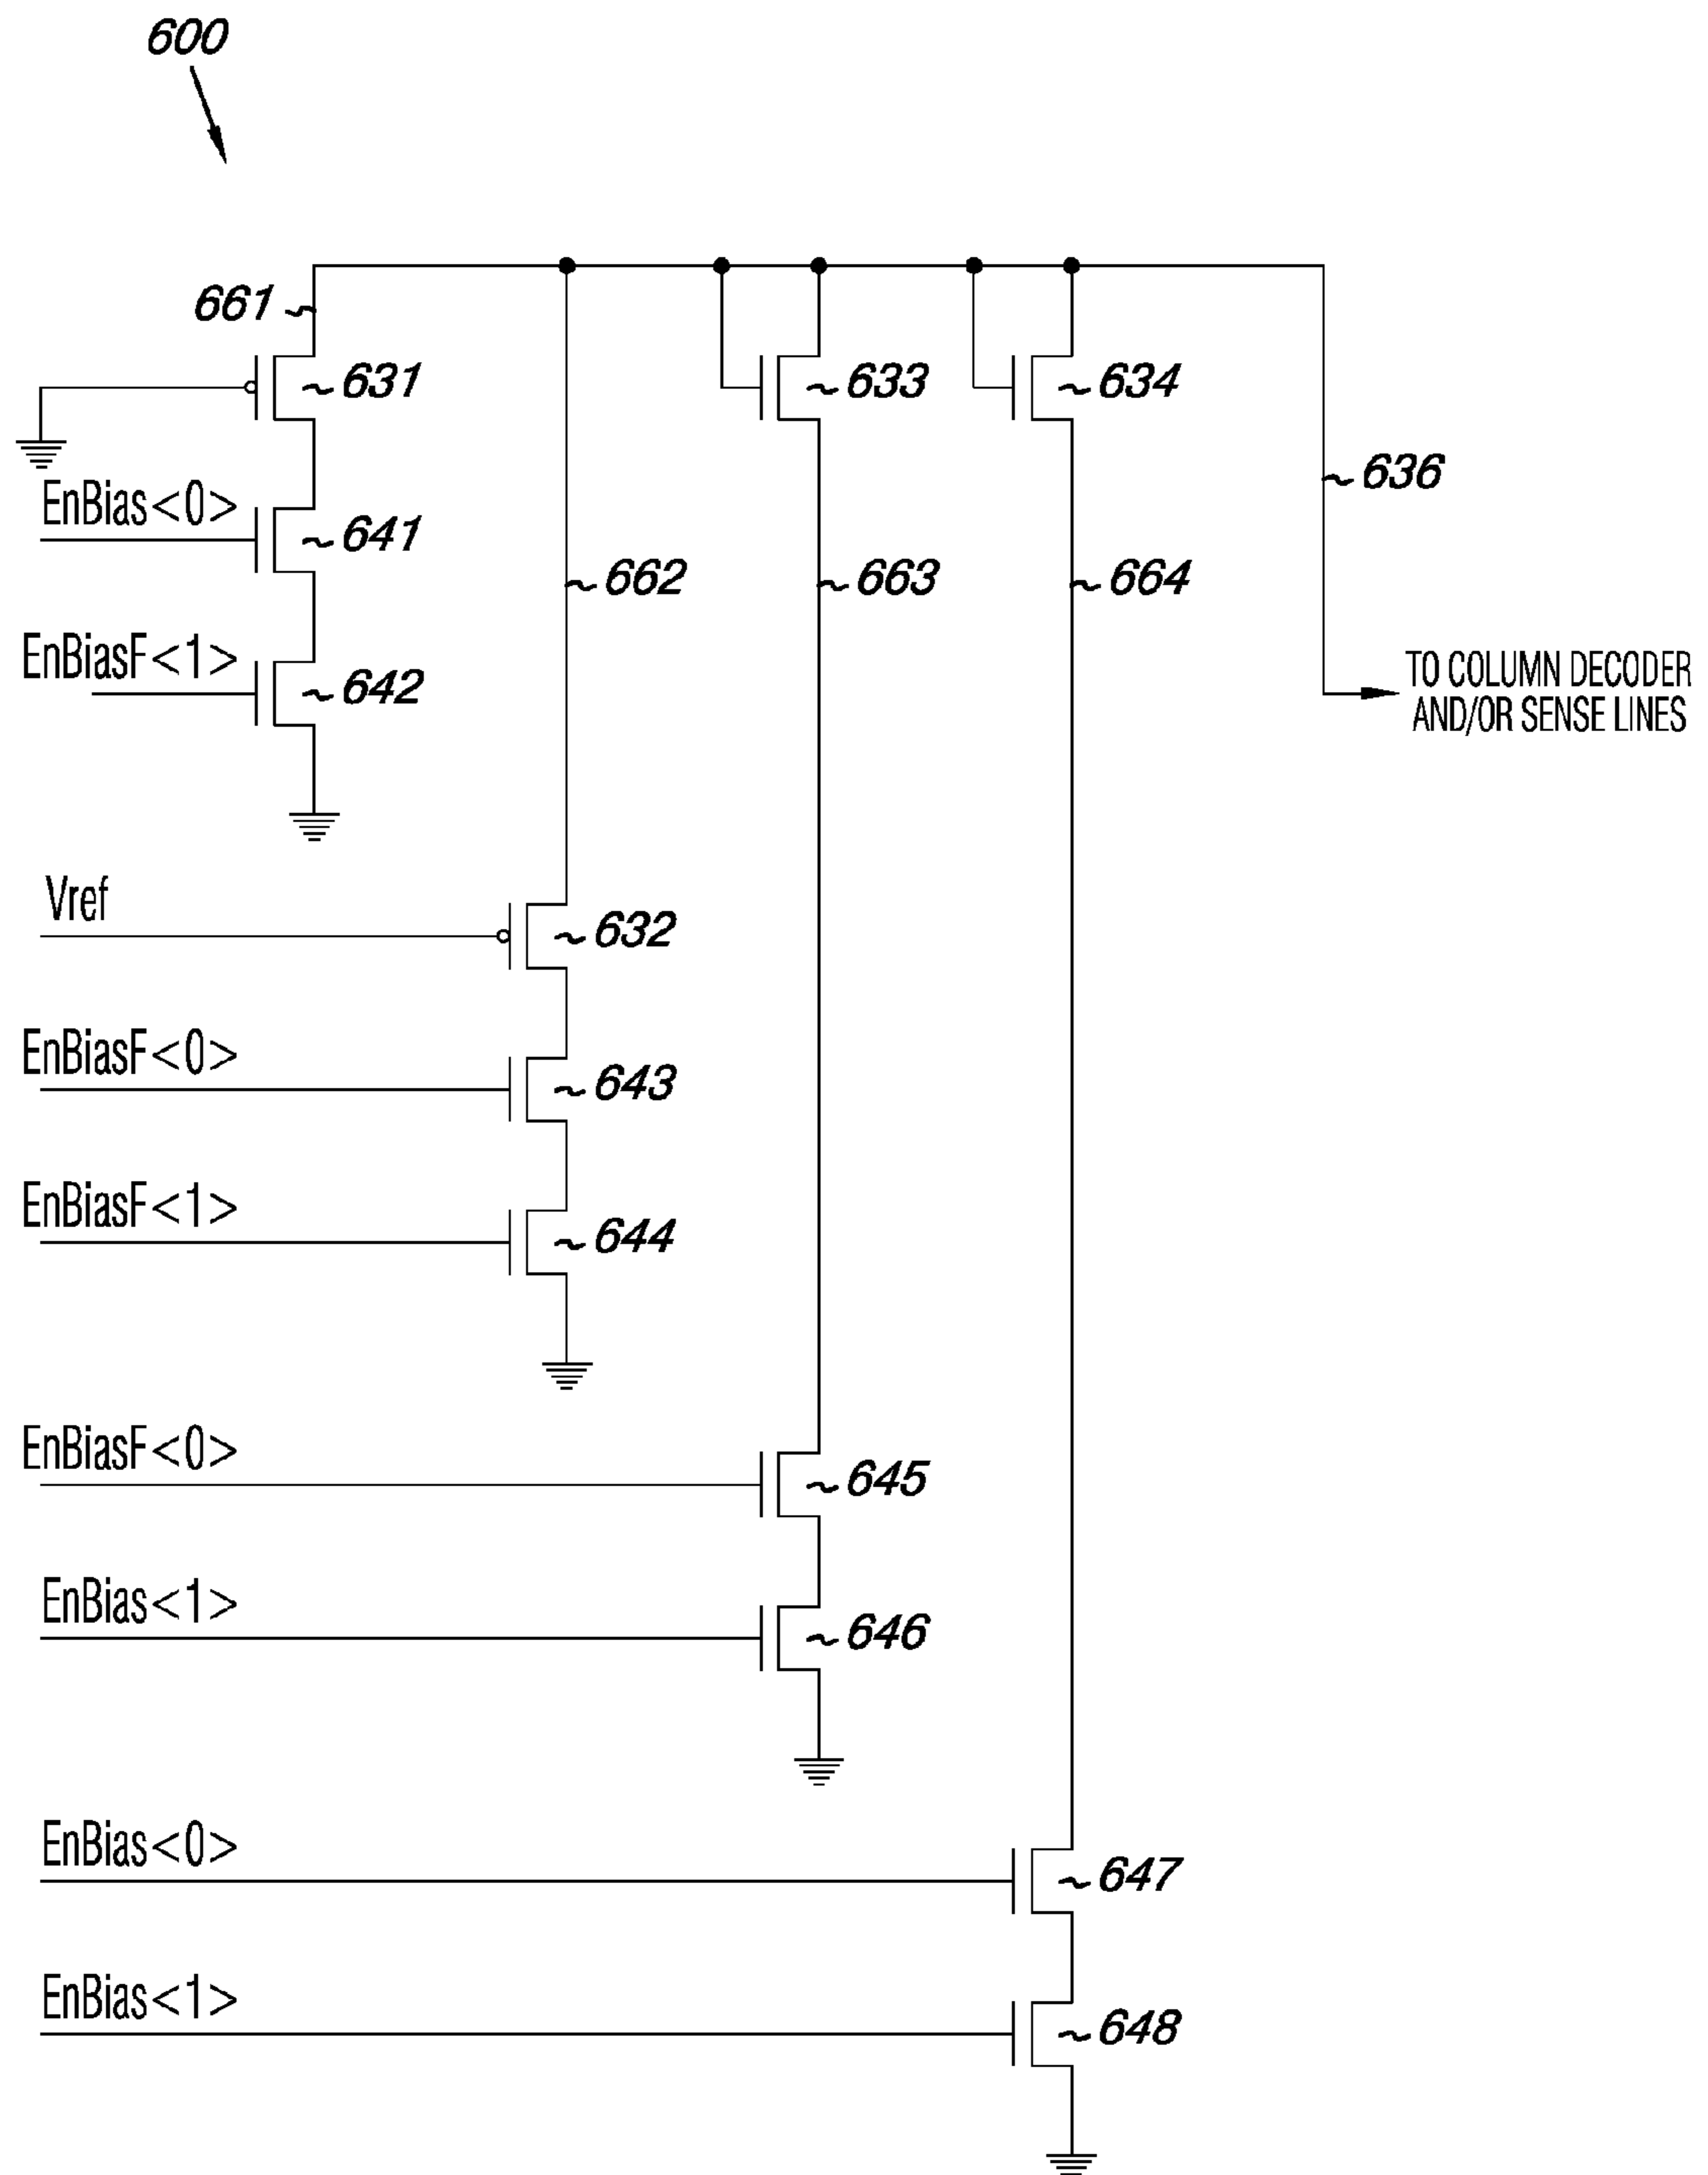 600
661
631
633
634
636
EnBias<0>
641
662
663
664
EnBiasF<1>
642
TO COLUMN DECODER
AND/OR SENSE LINES
Vref
632
EnBiasF<0>
643
EnBiasF<1>
644
EnBiasF<0>
645
EnBias<1>
646
EnBias<0>
647
EnBias<1>
648